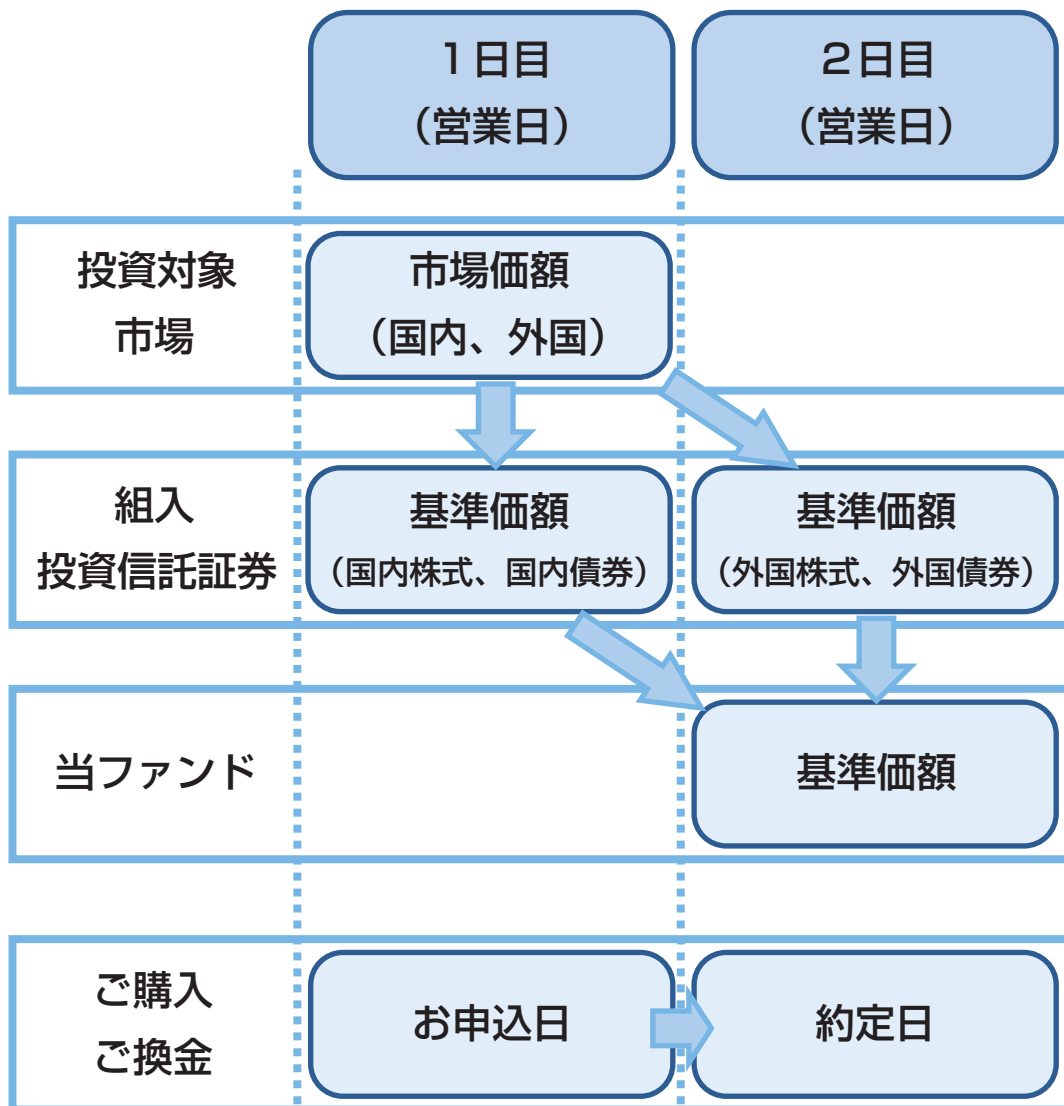 １日目
（営業日）
２日目
（営業日）
投資対象
市場
市場価額
（国内、外国）
組入
投資信託証券
基準価額
（国内株式、国内債券）
基準価額
（外国株式、外国債券）
当ファンド
基準価額
ご購入
ご換金
お申込日
約定日